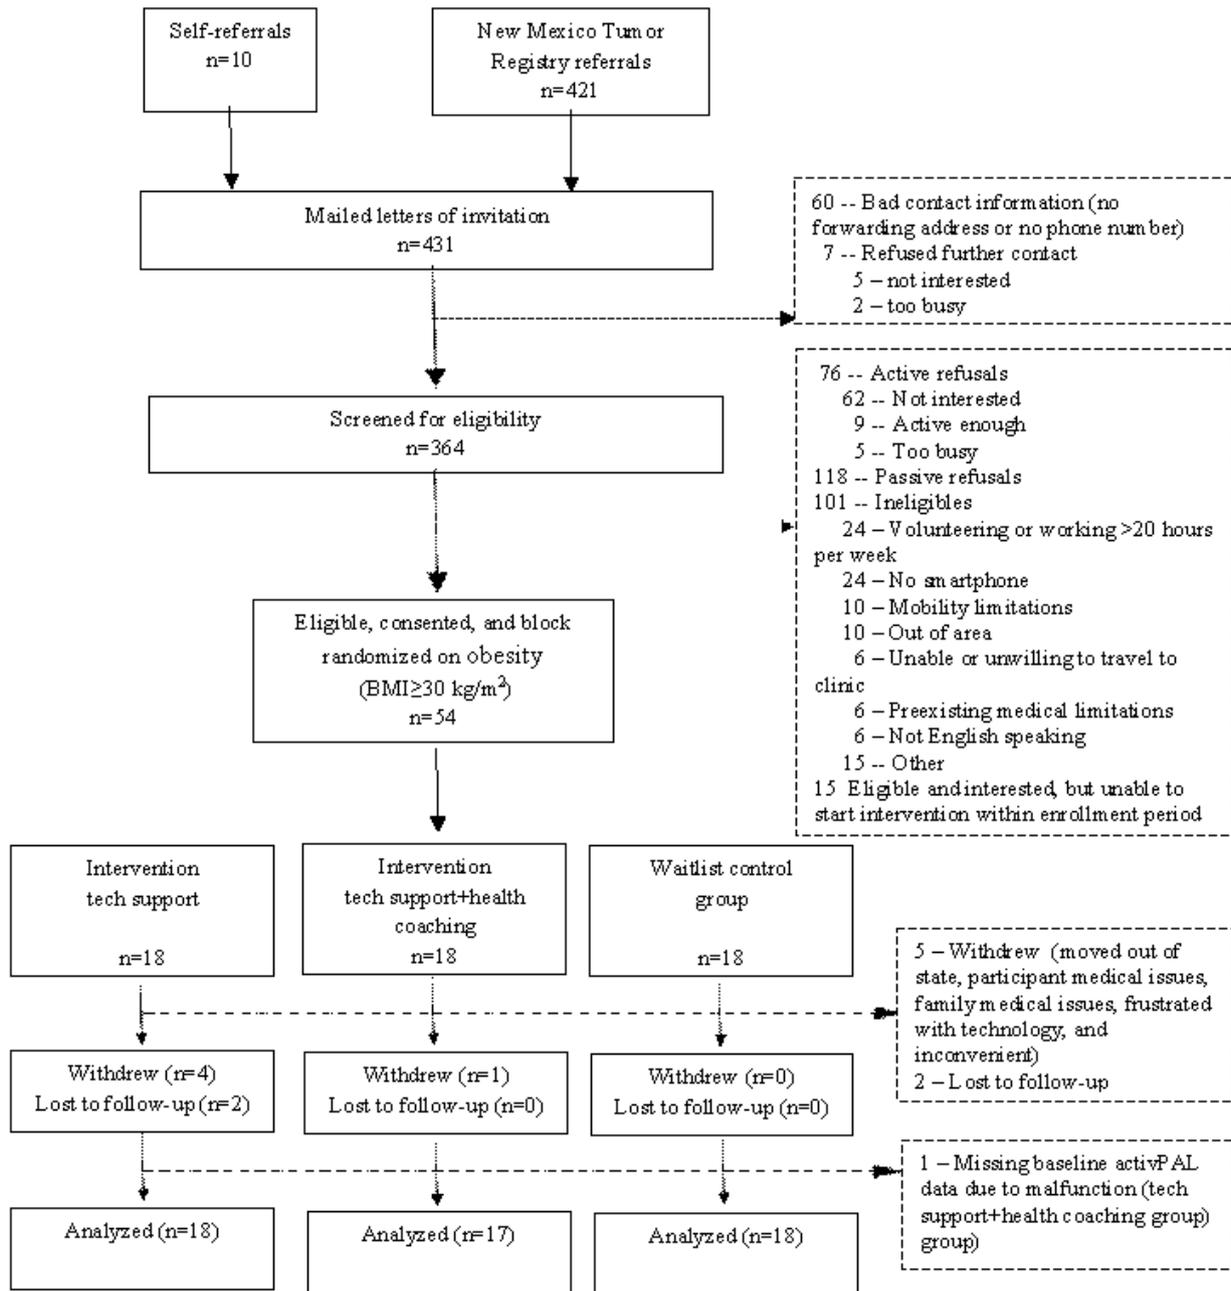 Self-referrals
n=10
New Mexico Tumor
Registry referrals
n=421
Mailed letters of invitation
n=431
60 -- Bad contact information (no
forwarding address or no phone number)
7 -- Refused further contact
5 – not interested
2 – too busy
Screened for eligibility
n=364
76 -- Active refusals
62 -- Not interested
9 -- Active enough
5 -- Too busy
118 -- Passive refusals
101 -- Ineligibles
24 – Volunteering or working >20 hours
per week
24 – No smartphone
10 – Mobility limitations
10 – Out of area
6 – Unable or unwilling to travel to
clinic
6 – Preexisting medical limitations
6 – Not English speaking
15 -- Other
15 Eligible and interested, but unable to
start intervention within enrollment period
Eligible, consented, and block
randomized on obesity
(BMI≥30 kg/m²)
n=54
Intervention
tech support
n=18
Intervention
tech support+health
coaching
n=18
Waitlist control
group
n=18
5 – Withdrew (moved out of
state, participant medical issues,
family medical issues, frustrated
with technology, and
inconvenient)
2 – Lost to follow-up
Withdrew (n=4)
Lost to follow-up (n=2)
Withdrew (n=1)
Lost to follow-up (n=0)
Withdrew (n=0)
Lost to follow-up (n=0)
1 – Missing baseline activPAL
data due to malfunction (tech
support+health coaching group)
group)
Analyzed (n=18)
Analyzed (n=17)
Analyzed (n=18)